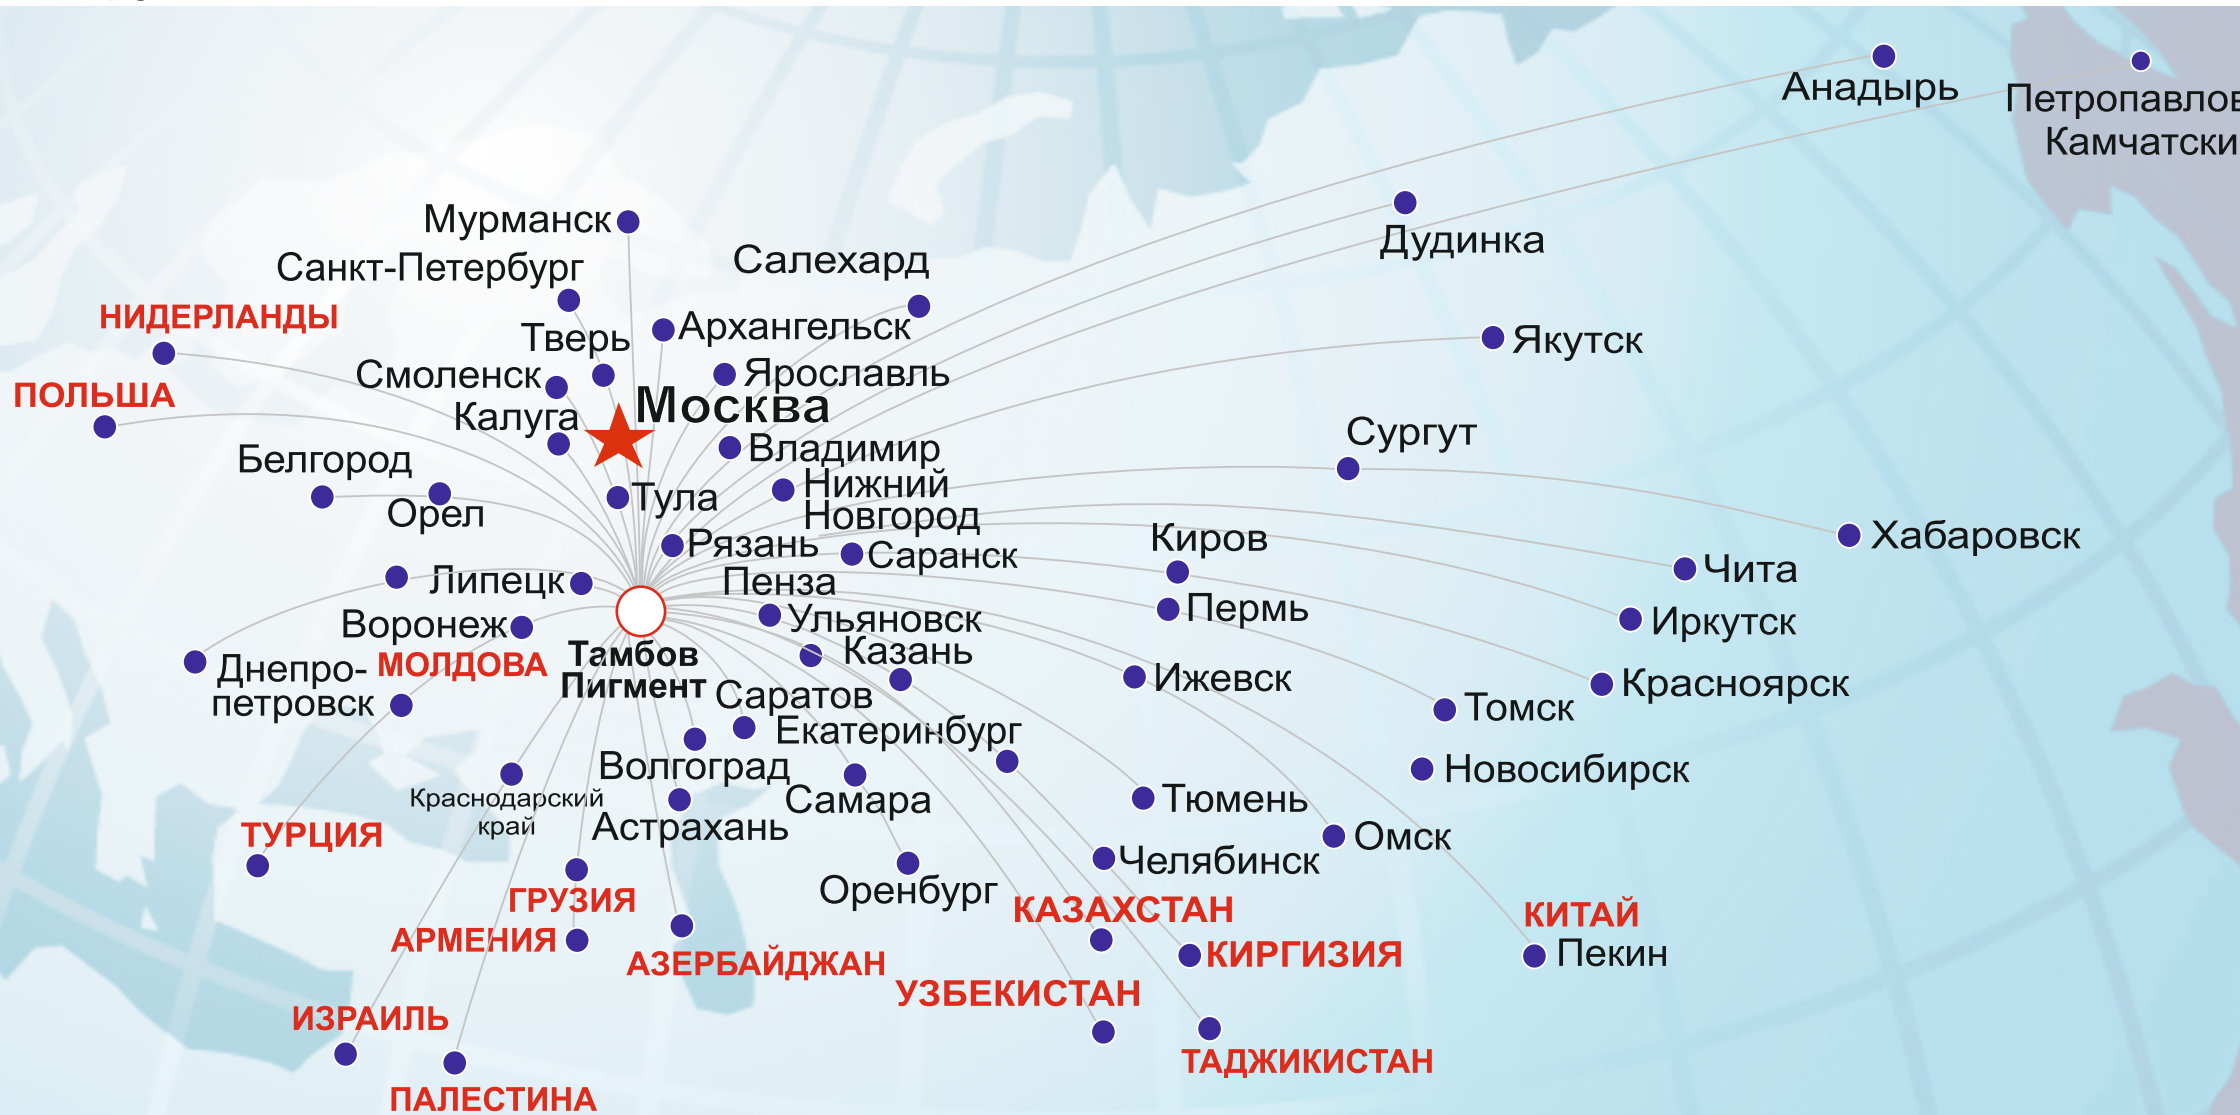 Анадырь
Петропавлов
Камчатски
Мурманск
Дудинка
Санкт-Петербург
Салехард
НИДЕРЛАНДЫ
Тверь
Архангельск
Якутск
Смоленск
Ярославль
ПОЛЬША
Москва
Калуга
Сургут
Белгород
Владимир
Нижний
Новгород
Тула
Орел
Рязань
Саранск
Киров
Хабаровск
Чита
Липецк
Пенза
Пермь
Ульяновск
Иркутск
Воронеж
Казань
Тамбов
Пигмент
Днепро-
петровск
МОЛДОВА
Ижевск
Красноярск
Саратов
Томск
Екатеринбург
Волгоград
Новосибирск
Краснодарский
край
Самара
Тюмень
Астрахань
ТУРЦИЯ
Омск
Челябинск
Оренбург
ГРУЗИЯ
КАЗАХСТАН
КИТАЙ
АРМЕНИЯ
КИРГИЗИЯ
Пекин
АЗЕРБАЙДЖАН
УЗБЕКИСТАН
ИЗРАИЛЬ
ТАДЖИКИСТАН
ПАЛЕСТИНА